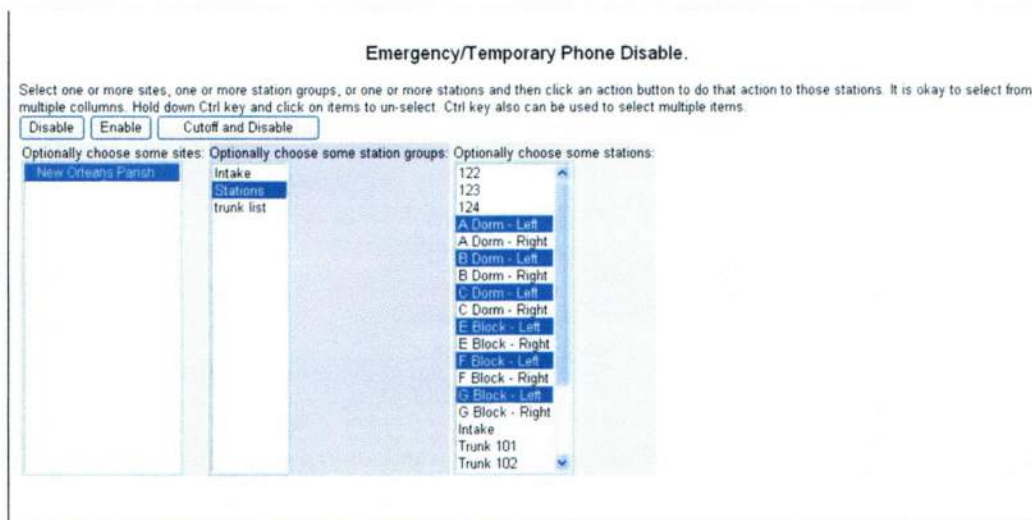 Emergency/Temporary Phone Disable.
Select one or more sites, one or more station groups, or one or more stations and then click an action button to do that action to those stations. It is okay to select from
multiple collumns. Hold down Ctrl key and click on items to un-select. Ctrl key also can be used to select multiple items.
Disable Enable Cutoff and Disable
Optionally choose some sites: Optionally choose some station groups: Optionally choose some stations:
New Orleans Parish
Intake
Stations
trunk list
122
123
124
A Dorm - Left
A Dorm - Right
B Dorm - Left
B Dorm - Right
C Dorm - Left
C Dorm - Right
E Block - Left
E Block - Right
F Block - Left
F Block - Right
G Block - Left
G Block - Right
Intake
Trunk 101
Trunk 102